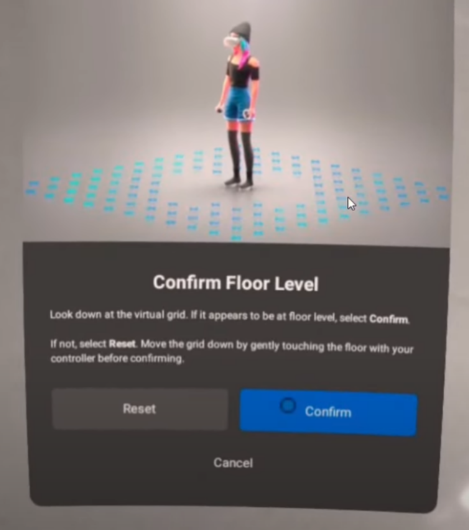 Confirm Floor Level
Look down at the virtual grid. If it appears to be at floor level, select Confirm.
If not, select Reset. Move the grid down by gently touching the floor with your
controller before confirming.
Reset
Confirm
Cancel